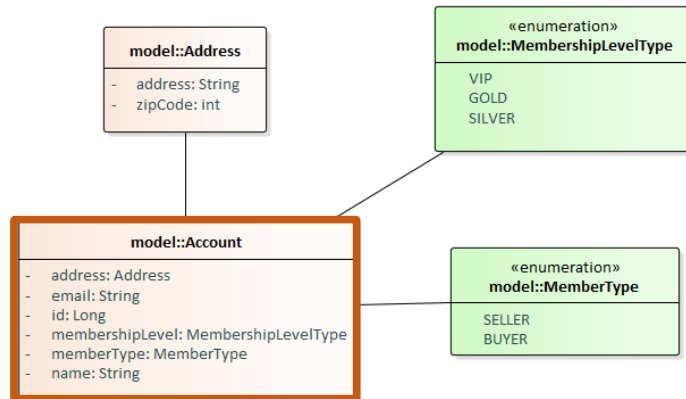 model::Address
- address: String
- zipCode: int
«enumeration»
model::MembershipLevelType
VIP
GOLD
SILVER
model::Account
- address: Address
- email: String
- id: Long
- membershipLevel: MembershipLevelType
- memberType: MemberType
- name: String
«enumeration»
model::MemberType
SELLER
BUYER